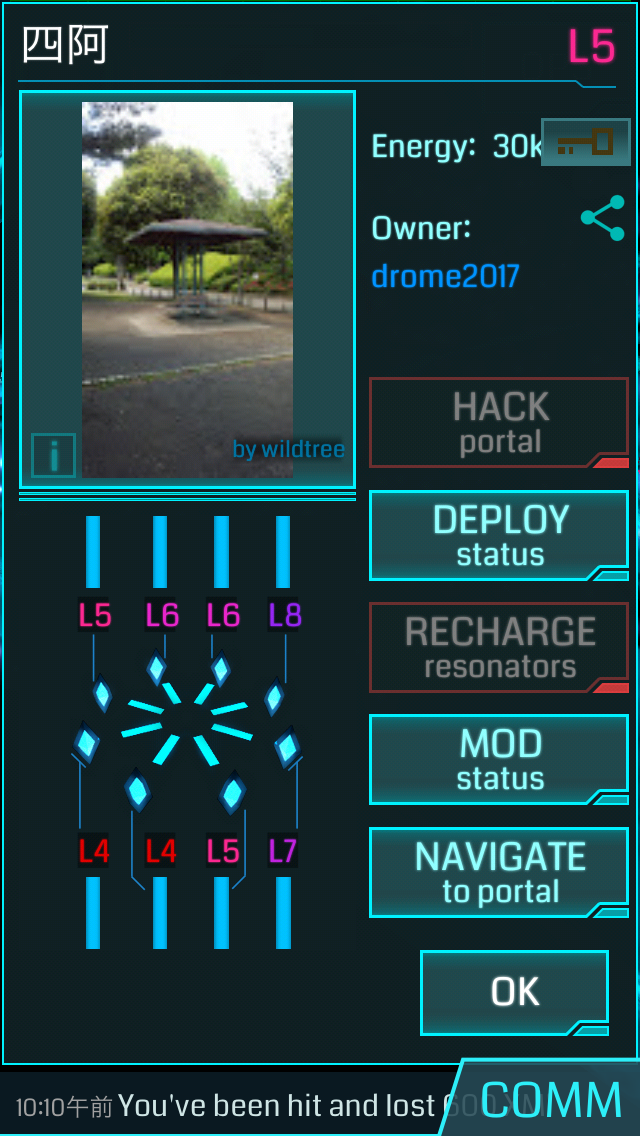 四阿
L5
Energy: 30k
Owner:
drome2017
by wildtree
i
HACK
portal
DEPLOY
status
RECHARGE
resonators
MOD
status
NAVIGATE
to portal
L5 L6 L6 L8
L4 L4 L5 L7
OK
10:10午前 You've been hit and lost 600 XM
COMM